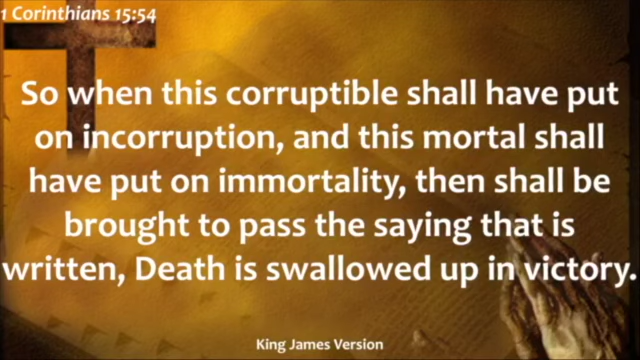 1 Corinthians 15:54
So when this corruptible shall have put
on incorruption, and this mortal shall
have put on immortality, then shall be
brought to pass the saying that is
written, Death is swallowed up in victory.
King James Version